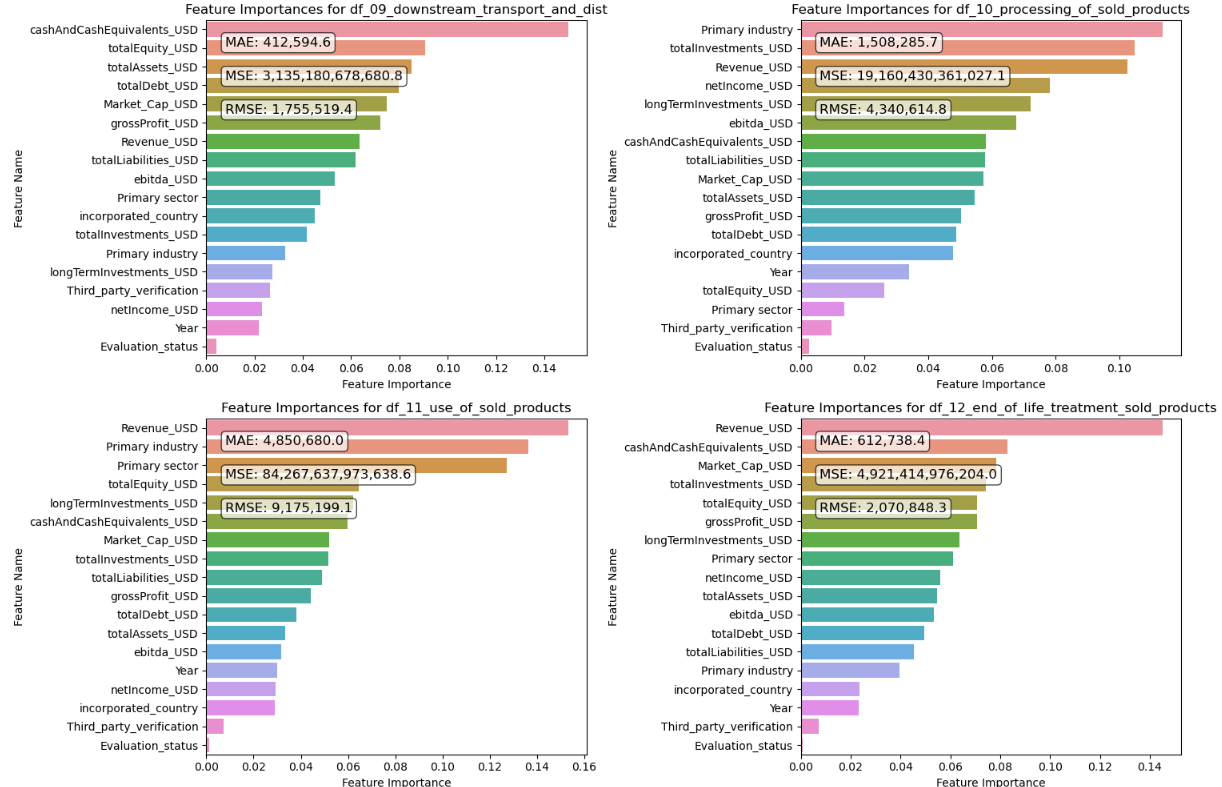 Feature Importances for df_09_downstream_transport_and_dist
Feature Name
cashAndCashEquivalents_USD
totalEquity_USD
totalAssets_USD
totalDebt_USD
Market_Cap_USD
grossProfit_USD
Revenue_USD
totalLiabilities_USD
ebitda_USD
Primary sector
incorporated_country
totalInvestments_USD
Primary industry
longTermInvestments_USD
Third_party_verification
netIncome_USD
Year
Evaluation_status
MAE: 412,594.6
MSE: 3,135,180,678,680.8
RMSE: 1,755,519.4
0.00 0.02 0.04 0.06 0.08 0.10 0.12 0.14
Feature Importance
Feature Importances for df_10_processing_of_sold_products
Feature Name
Primary industry
totalInvestments_USD
Revenue_USD
netIncome_USD
longTermInvestments_USD
ebitda_USD
cashAndCashEquivalents_USD
totalLiabilities_USD
Market_Cap_USD
totalAssets_USD
grossProfit_USD
totalDebt_USD
incorporated_country
Year
totalEquity_USD
Primary sector
Third_party_verification
Evaluation_status
MAE: 1,508,285.7
MSE: 19,160,430,361,027.1
RMSE: 4,340,614.8
0.00 0.02 0.04 0.06 0.08 0.10
Feature Importance
Feature Importances for df_11_use_of_sold_products
Feature Name
Revenue_USD
Primary industry
Primary sector
totalEquity_USD
longTermInvestments_USD
cashAndCashEquivalents_USD
Market_Cap_USD
totalInvestments_USD
totalLiabilities_USD
grossProfit_USD
totalDebt_USD
totalAssets_USD
ebitda_USD
Year
netIncome_USD
incorporated_country
Third_party_verification
Evaluation_status
MAE: 4,850,680.0
MSE: 84,267,637,973,638.6
RMSE: 9,175,199.1
0.00 0.02 0.04 0.06 0.08 0.10 0.12 0.14 0.16
Feature Importance
Feature Importances for df_12_end_of_life_treatment_sold_products
Feature Name
Revenue_USD
cashAndCashEquivalents_USD
Market_Cap_USD
totalInvestments_USD
totalEquity_USD
grossProfit_USD
longTermInvestments_USD
Primary sector
netIncome_USD
totalAssets_USD
ebitda_USD
totalDebt_USD
totalLiabilities_USD
Primary industry
incorporated_country
Year
Third_party_verification
Evaluation_status
MAE: 612,738.4
MSE: 4,921,414,976,204.0
RMSE: 2,070,848.3
0.00 0.02 0.04 0.06 0.08 0.10 0.12 0.14
Feature Importance